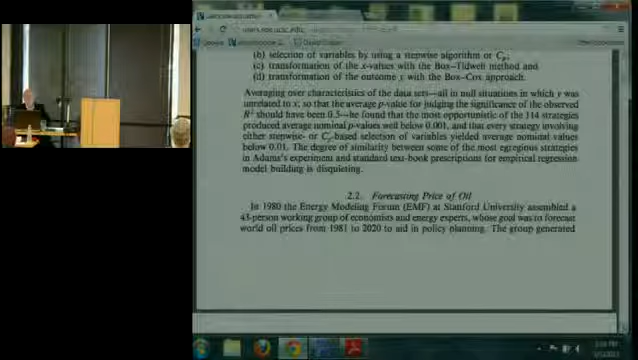 (b) selection of variables by using a stepwise algorithm or Cp;
(c) transformation of the x-values with the Box–Tidwell method and
(d) transformation of the outcome y with the Box–Cox approach.
Averaging over characteristics of the data sets—all in null situations in which y was
unrelated to x, so that the average p-value for judging the significance of the observed
R² should have been 0.5—he found that the most opportunistic of the 114 strategies
produced average nominal p-values well below 0.001, and that every strategy involving
either stepwise- or Cp-based selection of variables yielded average nominal values
below 0.01. The degree of similarity between some of the most egregious strategies
in Adams's experiment and standard text-book prescriptions for empirical regression
model building is disquieting.
2.2. Forecasting Price of Oil
In 1980 the Energy Modeling Forum (EMF) at Stanford University assembled a
43-person working group of economists and energy experts, whose goal was to forecast
world oil prices from 1981 to 2020 to aid in policy planning. The group generated